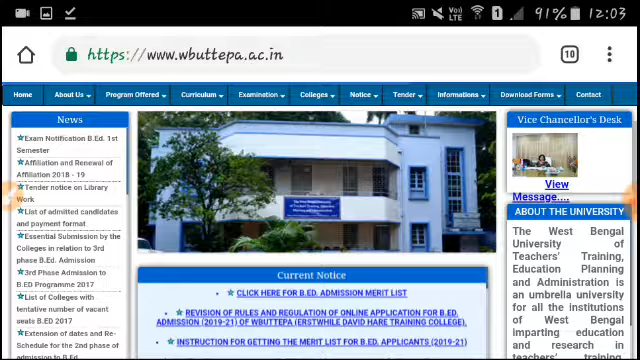 Vo))
LTE
1
91%
12:03
https://www.wbuttepa.ac.in
10
Home
About Us
Program Offered
Curriculum
Examination
Colleges
Notice
Tender
Informations
Download Forms
Contact
News
Exam Notification B.Ed. 1st
Semester
Affiliation and Renewal of
Affiliation 2018 - 19
Tender notice on Library
Work
List of admitted candidates
and payment format
Essential Submission by the
Colleges in relation to 3rd
phase B.Ed. Admission
3rd Phase Admission to
B.ED Programme 2017
List of Colleges with
tentative number of vacant
seats B.ED 2017
Extension of dates and Re-
Schedule for the 2nd phase of
admission to B.Ed
Current Notice
CLICK HERE FOR B.ED. ADMISSION MERIT LIST
REVISION OF RULES AND REGULATION OF ONLINE APPLICATION FOR B.ED.
ADMISSION (2019-21) OF WBUTTEPA (ERSTWHILE DAVID HARE TRAINING COLLEGE).
INSTRUCTION FOR GETTING THE MERIT LIST FOR B.ED. APPLICANTS (2019-21)
Vice Chancellor's Desk
View
Message....
ABOUT THE UNIVERSITY
The West Bengal
University of
Teachers' Training,
Education Planning
and Administration is
an umbrella university
for all the institutions
of West Bengal
imparting education
and research in
teachers' training